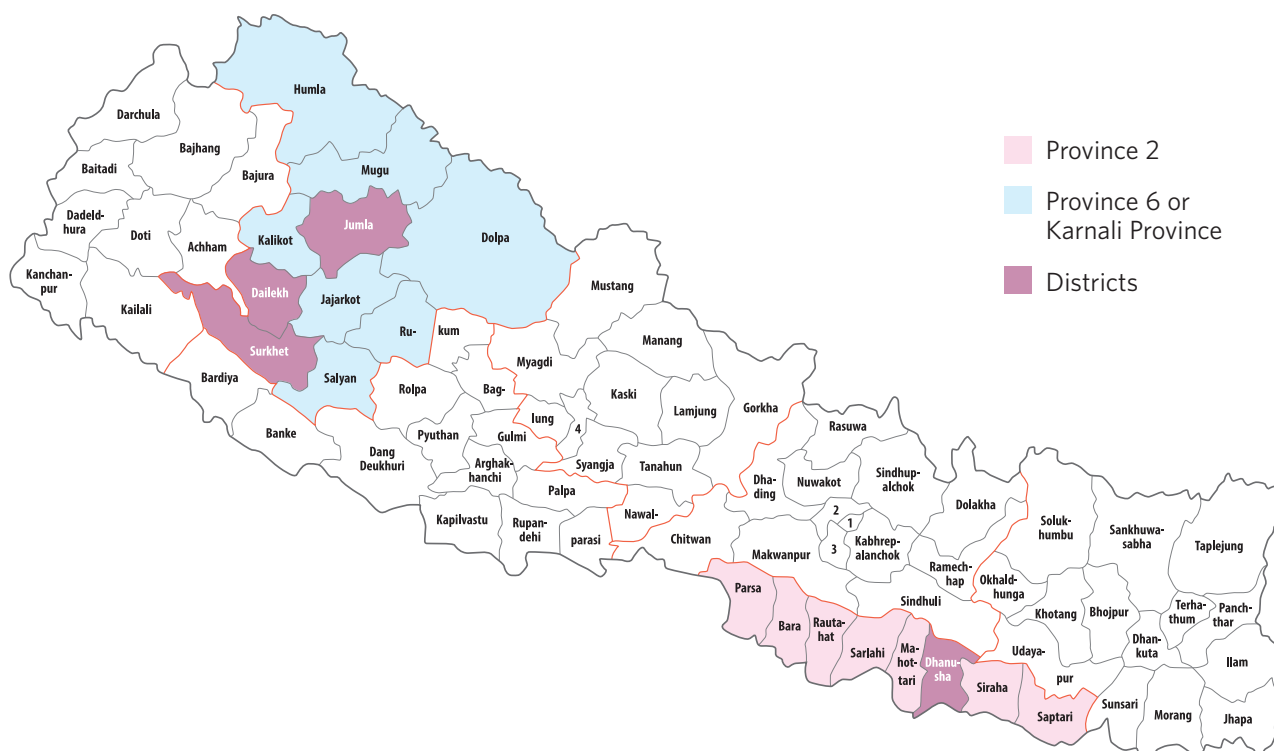 Humla
Darchula
Bajhang
Baitadi
Bajura
Mugu
Dadeld-
hura
Doti
Achham
Kalikot
Jumla
Dolpa
Kanchan-
pur
Kailali
Dailekh
Jajarkot
Mustang
Surkhet
Ru-
kum
Manang
Bardiya
Salyan
Rolpa
Myagdi
Bag-
lung
Kaski
Lamjung
Gorkha
Banke
Dang
Deukhuri
Pyuthan
Gulmi
4
Arghak-
hanchi
Syangja
Tanahun
Palpa
Kapilvastu
Rupan-
dehi
Nawal-
parasi
Chitwan
Rasuwa
Dha-
ding
Nuwakot
Sindhup-
alchok
Dolakha
2
1
3
Kabhrep-
alanchok
Makwanpur
Ramech-
hap
Solu-
khumbu
Sankhuwa-
sabha
Taplejung
Okhald-
hunga
Khotang
Bhojpur
Terha-
thum
Panch-
thar
Parsa
Bara
Rauta-
hat
Sarlahi
Sindhuli
Ma-
hot-
tari
Dhanu-
sha
Siraha
Saptari
Udaya-
pur
Dhan-
kuta
Ilam
Sunsari
Morang
Jhapa
Province 2
Province 6 or
Karnali Province
Districts